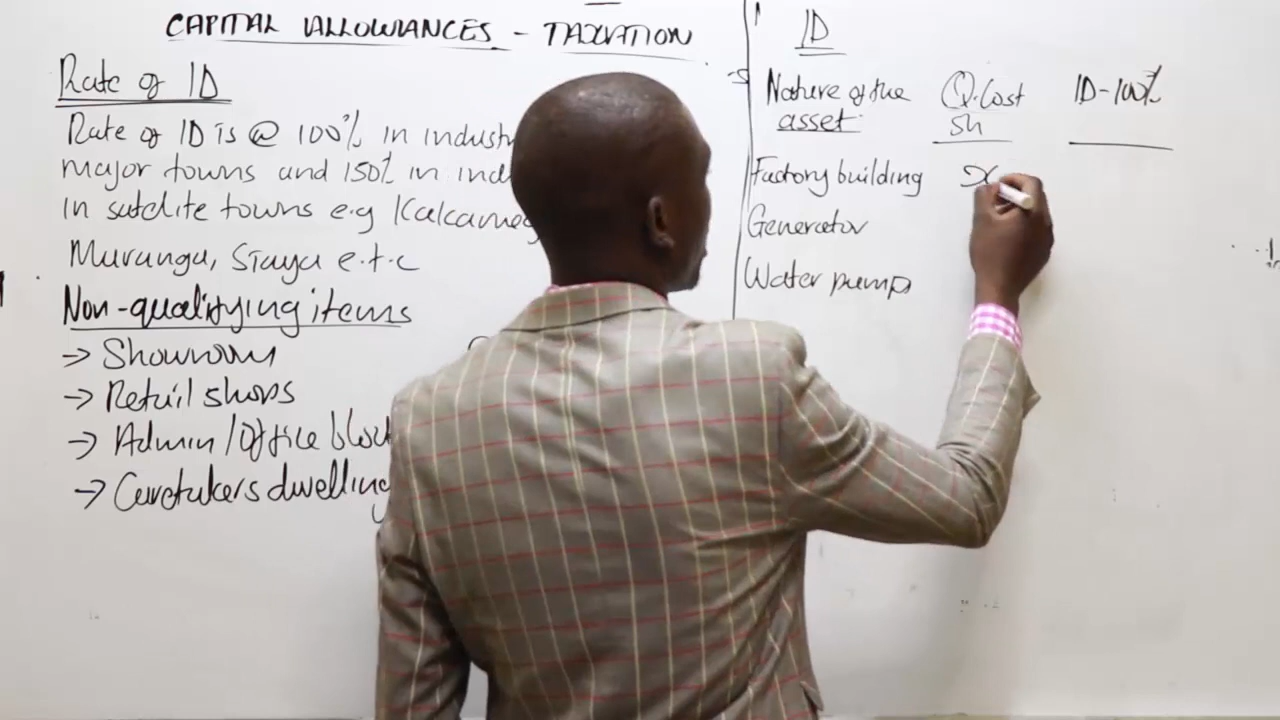 CAPITAL ALLOWANCES - TAXATION
Rate of ID
Rate of ID is @ 100% in industr
major towns and 150% in ind
in satelite towns e.g Kakameg
Muranga, Siaya e.t.c
Non-qualifying items
→ Showroom
→ Retail shops
→ Admin/Office block
→ Caretakers dwelling
ID
Nature of the Q.Cost ID-100%
asset sh
Factory building x
Generator
Water pump